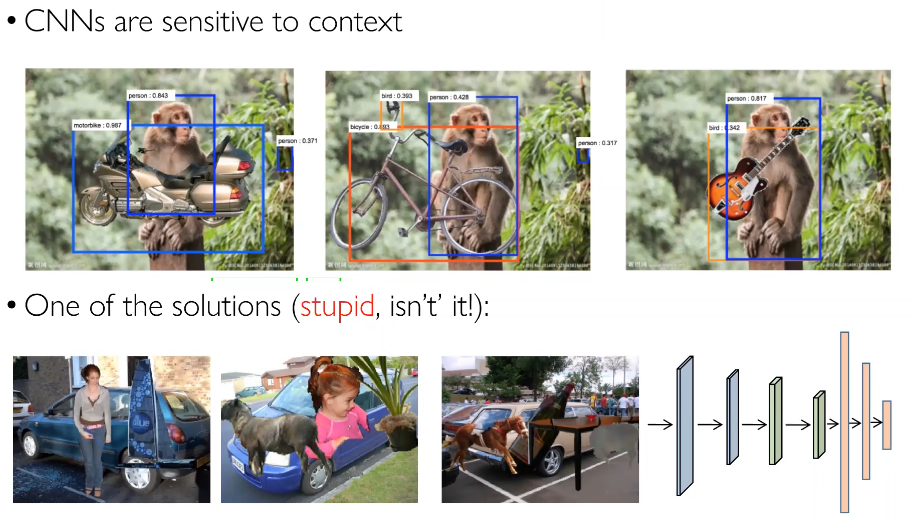 • CNNs are sensitive to context
person : 0.843
motorbike : 0.987
person : 0.371
bird : 0.393
person : 0.428
bicycle : 0.893
person : 0.317
person : 0.817
bird : 0.342
• One of the solutions (stupid, isn't' it!):